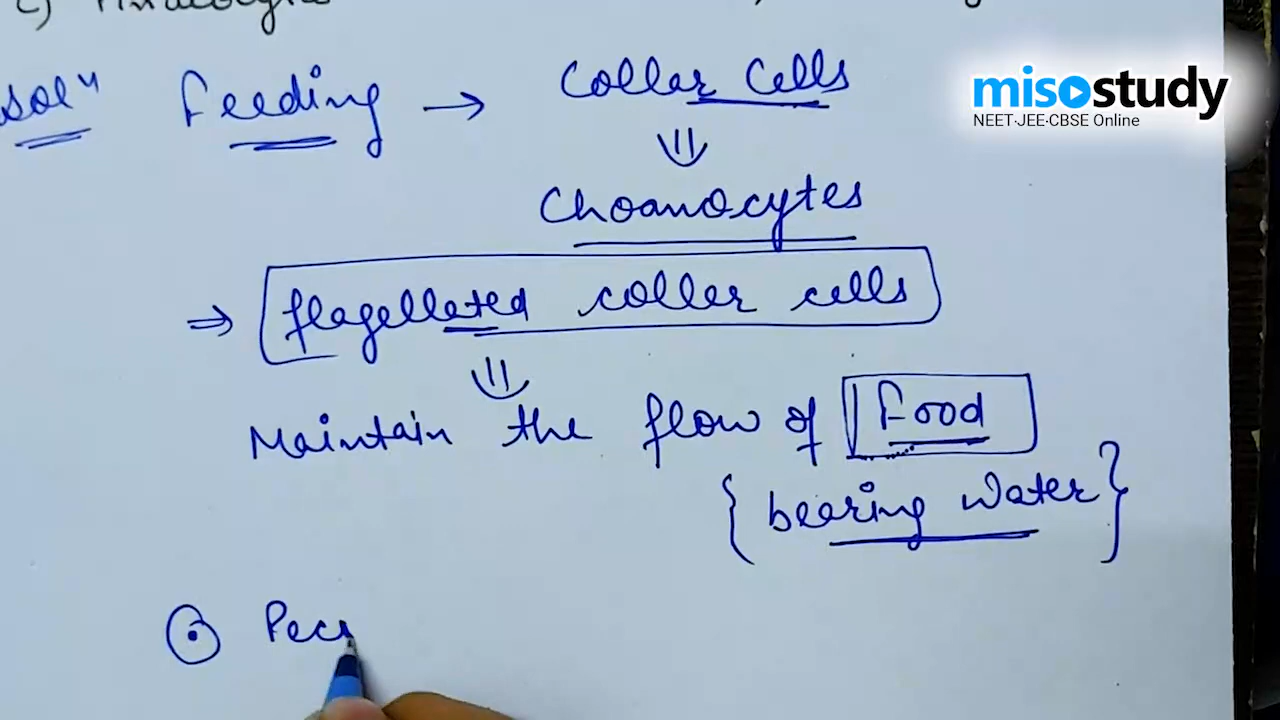 c)
misostudy
NEET-JEE-CBSE Online
solⁿ Feeding → Collar Cells
⇓
Choanocytes
⇒ flagellated coller cells
⇓
Maintain the flow of Food
{ bearing water }
⊙ Pecu